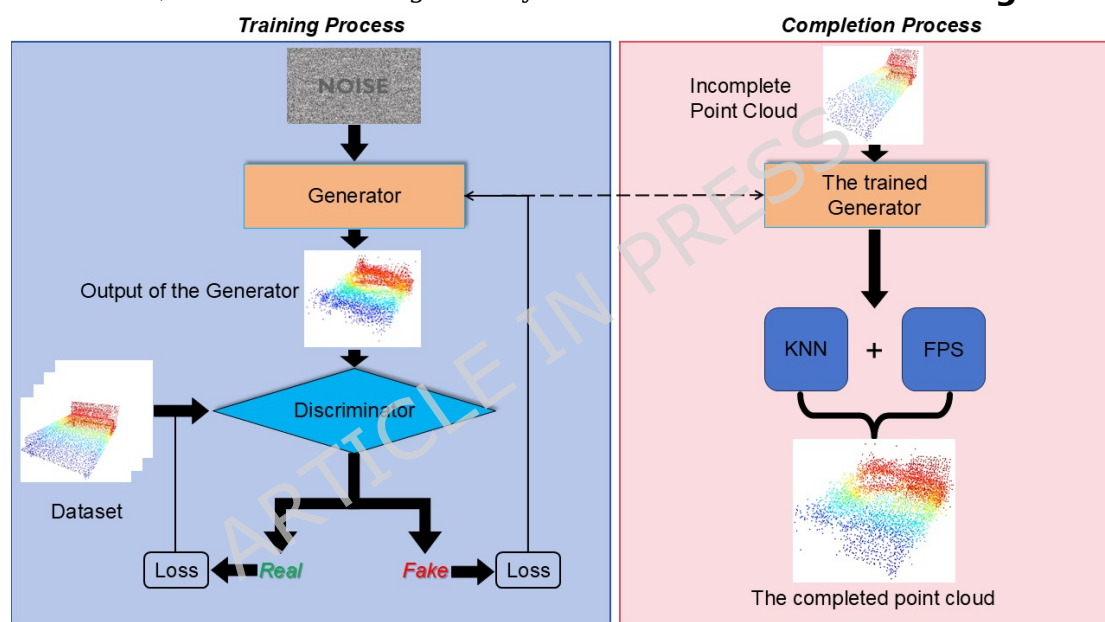 Training Process
Completion Process
NOISE
Generator
Output of the Generator
Discriminator
Dataset
Loss
Real
Fake
Loss
Incomplete
Point Cloud
The trained
Generator
KNN
+
FPS
The completed point cloud
ARTICLE IN PRESS